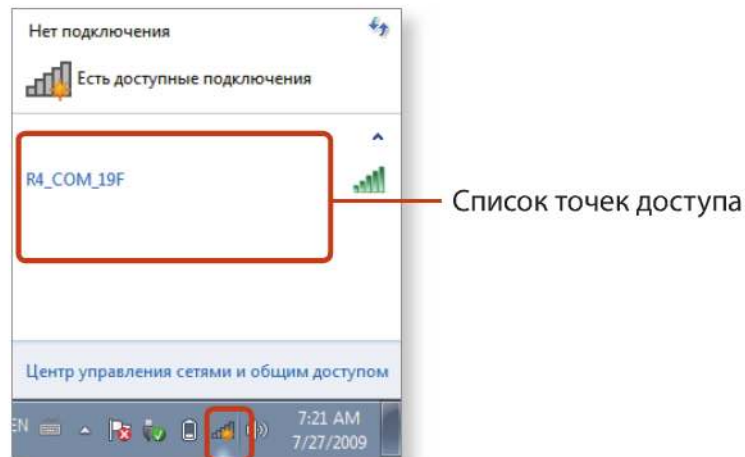 Нет подключения
Есть доступные подключения
R4_COM_19F
Список точек доступа
Центр управления сетями и общим доступом
EN
7:21 AM
7/27/2009